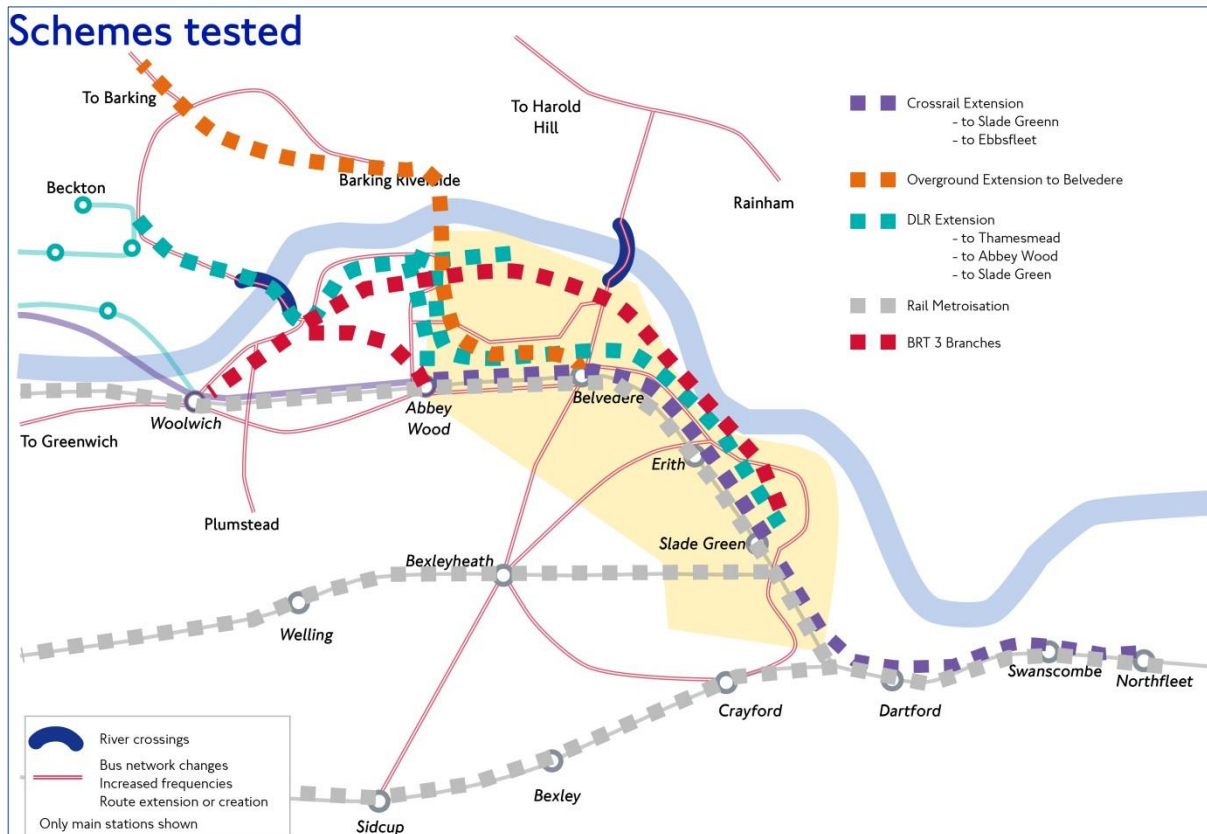 Schemes tested
To Barking
To Harold
Hill
Barking Riverside
Beckton
Rainham
Crossrail Extension
- to Slade Greenn
- to Ebbsfleet
Overground Extension to Belvedere
DLR Extension
- to Thamesmead
- to Abbey Wood
- to Slade Green
Rail Metroisation
BRT 3 Branches
Woolwich
To Greenwich
Abbey
Wood
Belvedere
Erith
Plumstead
Slade Green
Bexleyheath
Welling
Crayford
Dartford
Swanscombe
Northfleet
Bexley
Sidcup
River crossings
Bus network changes
Increased frequencies
Route extension or creation
Only main stations shown